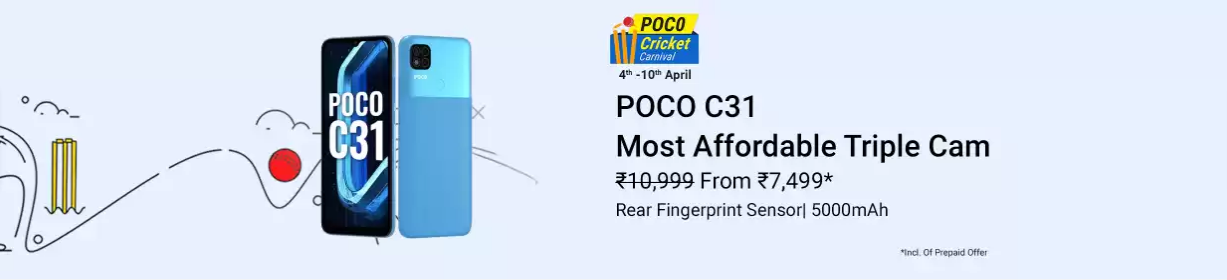 POCO
Cricket
Carnival
4th -10th April
POCO C31
Most Affordable Triple Cam
₹10,999 From ₹7,499*
Rear Fingerprint Sensor| 5000mAh
*Incl. Of Prepaid Offer
POCO
C31
POCO